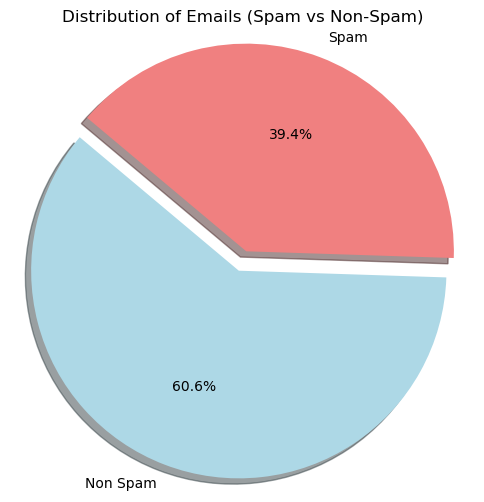 Distribution of Emails (Spam vs Non-Spam)
Spam
39.4%
60.6%
Non Spam